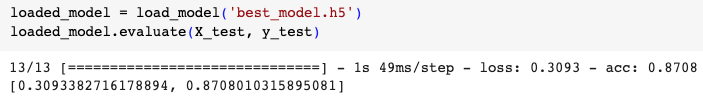 loaded_model = load_model('best_model.h5')
loaded_model.evaluate(X_test, y_test)
13/13 [==============================] - 1s 49ms/step - loss: 0.3093 - acc: 0.8708
[0.3093382716178894, 0.8708010315895081]